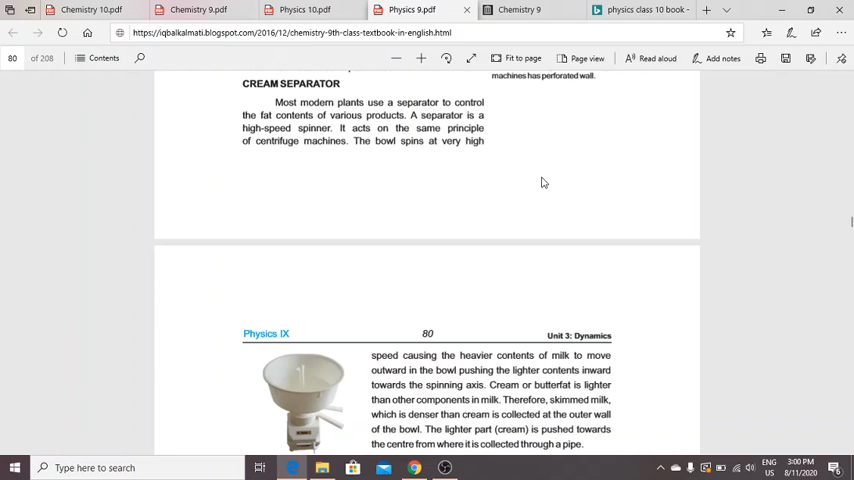 Chemistry 10.pdf
Chemistry 9.pdf
Physics 10.pdf
Physics 9.pdf
Chemistry 9
physics class 10 book -
https://iqbalkalmati.blogspot.com/2016/12/chemistry-9th-class-textbook-in-english.html
80 of 208
Contents
Fit to page
Page view
Read aloud
Add notes
machines has perforated wall.
CREAM SEPARATOR
Most modern plants use a separator to control
the fat contents of various products. A separator is a
high-speed spinner. It acts on the same principle
of centrifuge machines. The bowl spins at very high
Physics IX
80
Unit 3: Dynamics
speed causing the heavier contents of milk to move
outward in the bowl pushing the lighter contents inward
towards the spinning axis. Cream or butterfat is lighter
than other components in milk. Therefore, skimmed milk,
which is denser than cream is collected at the outer wall
of the bowl. The lighter part (cream) is pushed towards
the centre from where it is collected through a pipe.
Type here to search
ENG
US
3:00 PM
8/11/2020